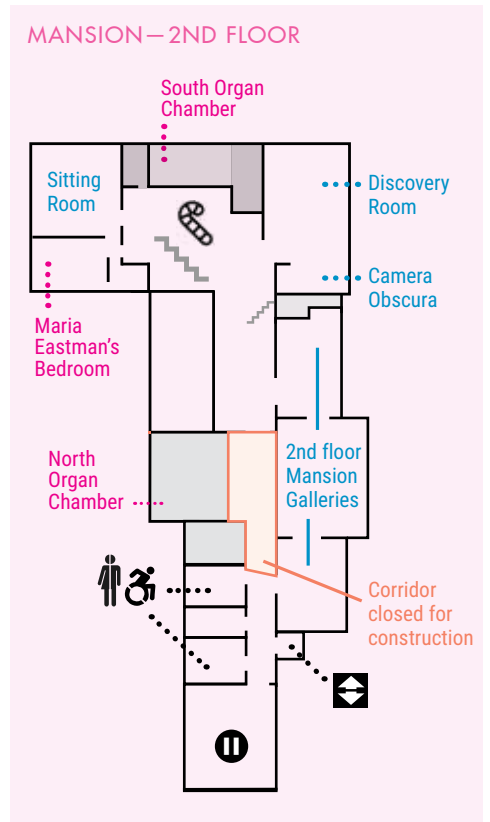 MANSION—2ND FLOOR
South Organ
Chamber
Sitting
Room
Discovery
Room
Camera
Obscura
Maria
Eastman's
Bedroom
2nd floor
Mansion
Galleries
North
Organ
Chamber
Corridor
closed for
construction